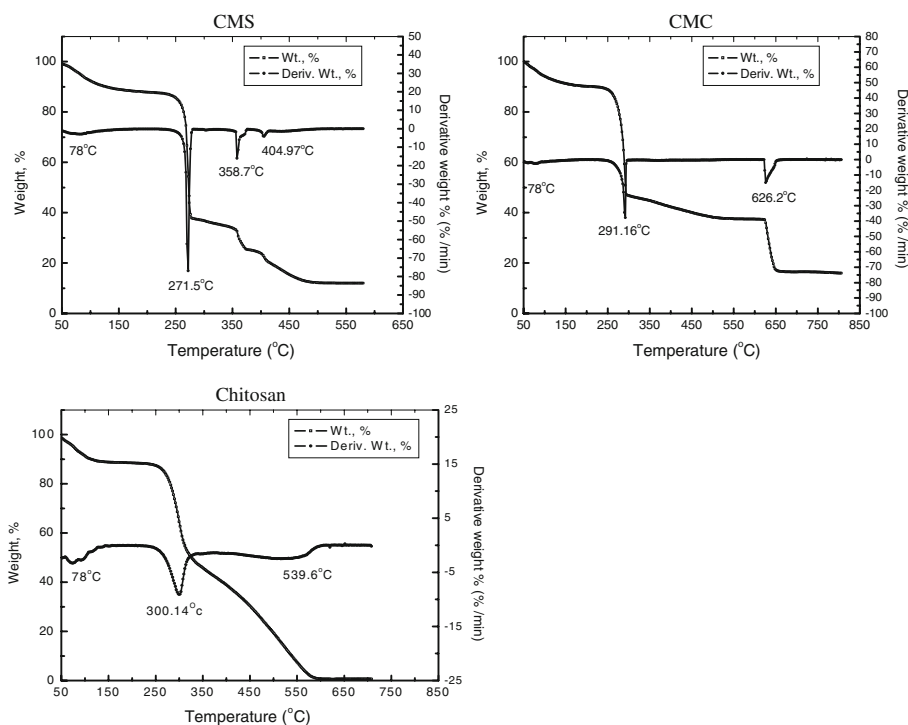 CMS
Wt., %
Deriv. Wt., %
Weight, %
100
80
60
40
20
0
50
40
30
20
10
0
-10
-20
-30
-40
-50
-60
-70
-80
-90
-100
Derivative weight % (% /min)
78°C
271.5°C
358.7°C
404.97°C
50 150 250 350 450 550 650
Temperature (°C)
CMC
Wt., %
Deriv. Wt., %
Weight, %
100
80
60
40
20
0
80
70
60
50
40
30
20
10
0
-10
-20
-30
-40
-50
-60
-70
-80
-90
-100
Derivative weight % (% /min)
78°C
291.16°C
626.2°C
50 150 250 350 450 550 650 750 850
Temperature (°C)
Chitosan
Wt., %
Deriv. Wt., %
Weight, %
100
80
60
40
20
0
25
15
5
-5
-15
-25
Derivative weight % (% /min)
78°C
300.14°c
539.6°C
50 150 250 350 450 550 650 750 850
Temperature (°C)